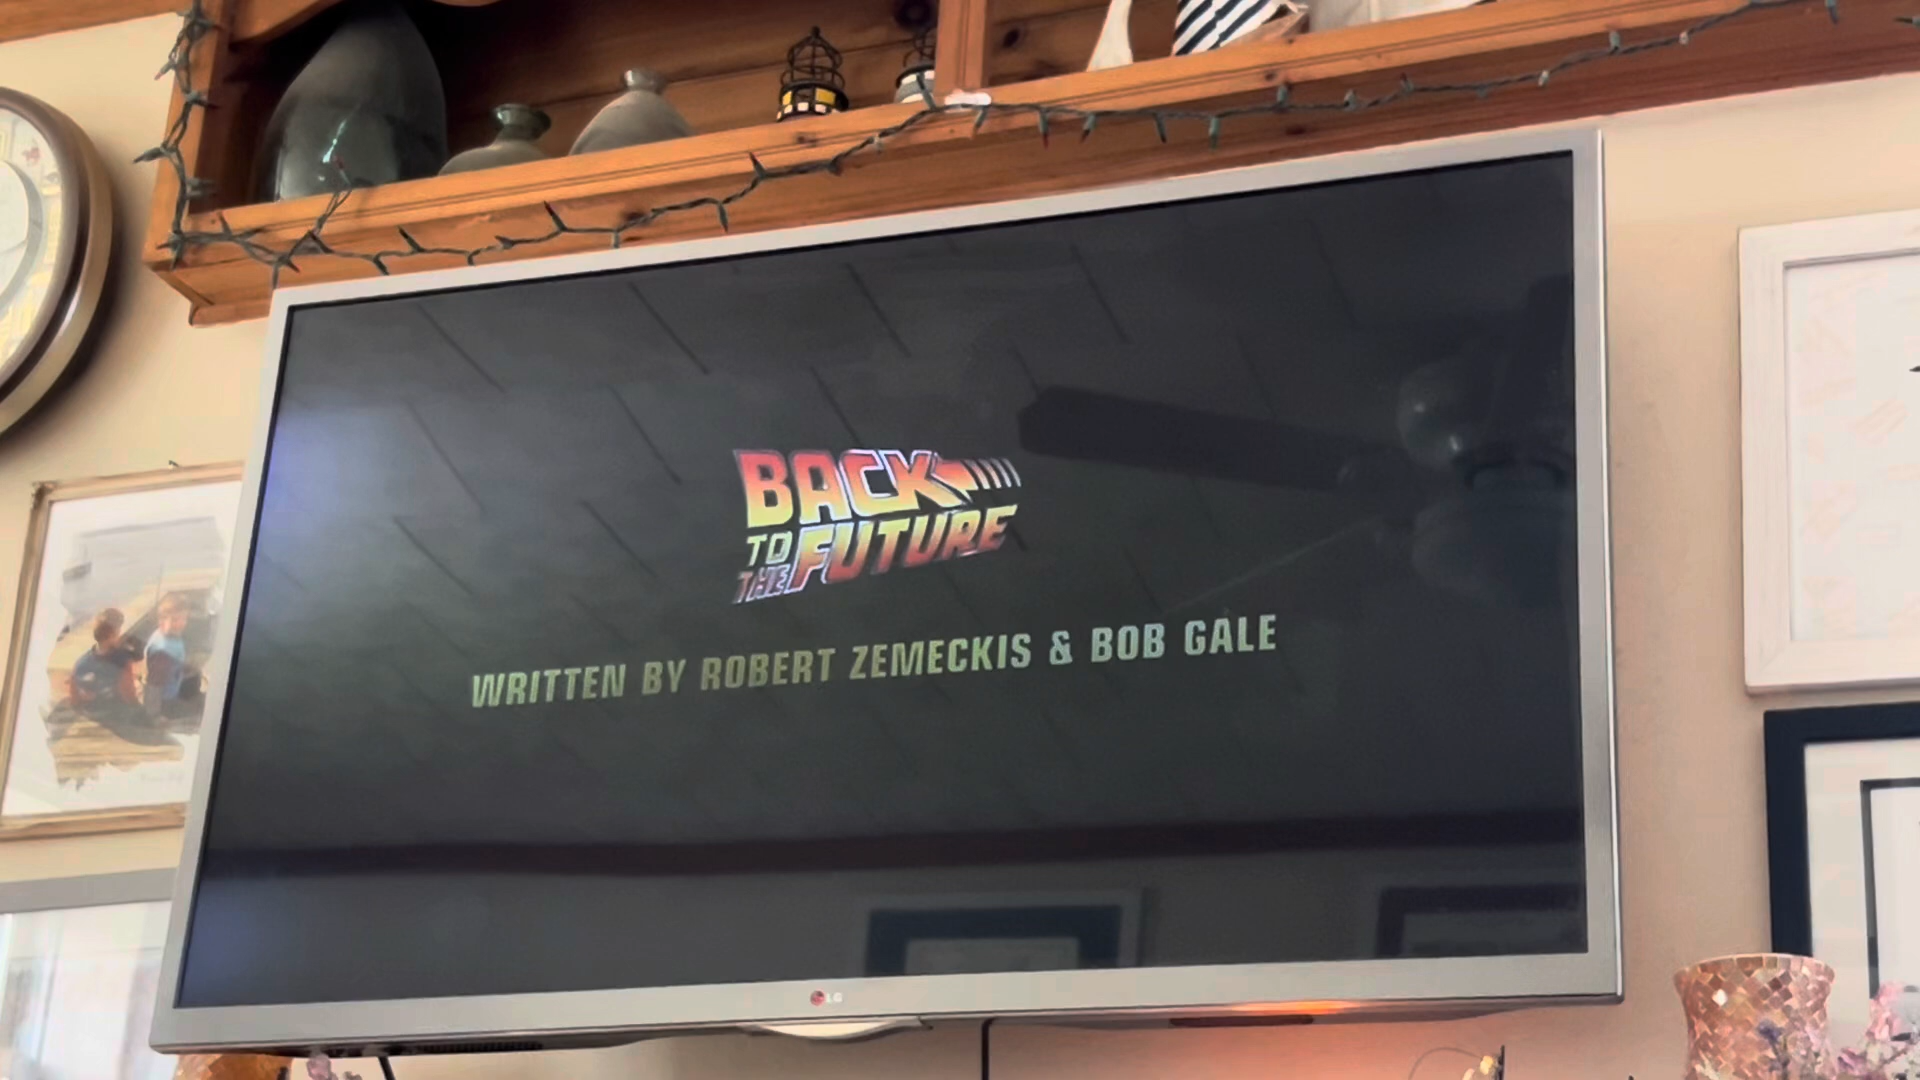 BACK
TO
THE FUTURE
WRITTEN BY ROBERT ZEMECKIS & BOB GALE
LG